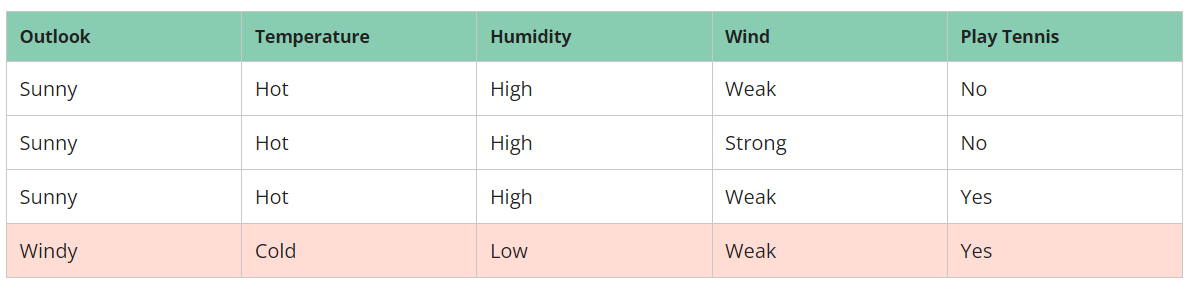 Outlook Temperature Humidity Wind Play Tennis
Sunny Hot High Weak No
Sunny Hot High Strong No
Sunny Hot High Weak Yes
Windy Cold Low Weak Yes